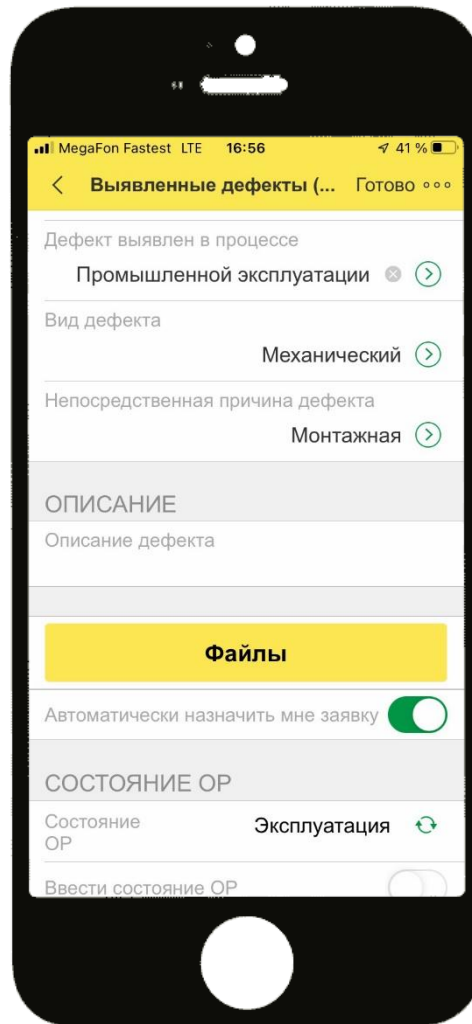 MegaFon Fastest LTE 16:56 41 %
Выявленные дефекты (... Готово
Дефект выявлен в процессе
Промышленной эксплуатации
Вид дефекта
Механический
Непосредственная причина дефекта
Монтажная
ОПИСАНИЕ
Описание дефекта
Файлы
Автоматически назначить мне заявку
СОСТОЯНИЕ ОР
Состояние Эксплуатация
ОР
Ввести состояние ОР